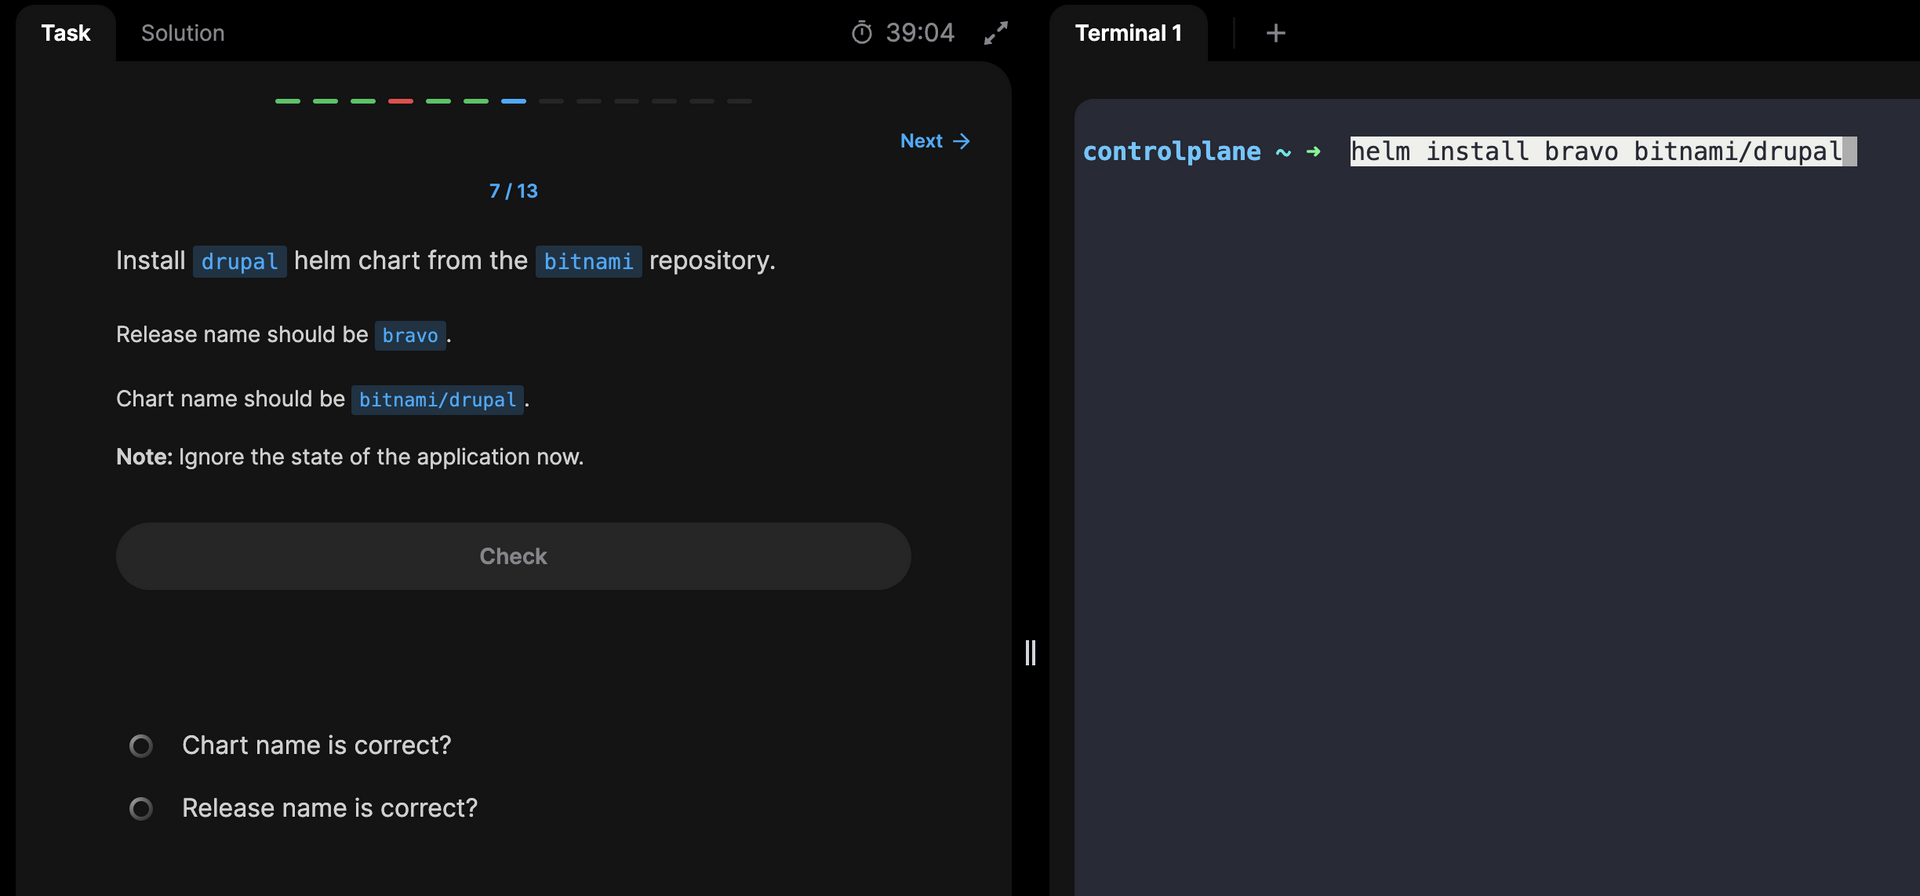 Task
Solution
39:04
Next →
7 / 13
Install drupal helm chart from the bitnami repository.
Release name should be bravo.
Chart name should be bitnami/drupal.
Note: Ignore the state of the application now.
Check
Chart name is correct?
Release name is correct?
Terminal 1
+
controlplane ~ ➜ helm install bravo bitnami/drupal